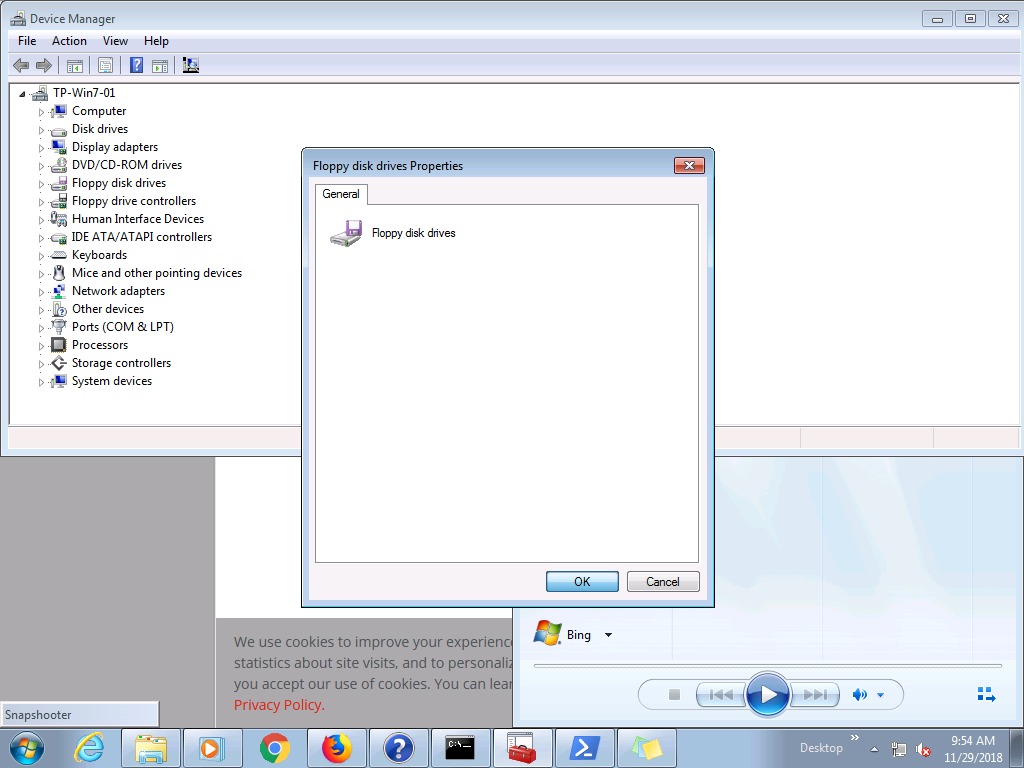 Device Manager
File Action View Help
TP-Win7-01
Computer
Disk drives
Display adapters
DVD/CD-ROM drives
Floppy disk drives
Floppy drive controllers
Human Interface Devices
IDE ATA/ATAPI controllers
Keyboards
Mice and other pointing devices
Network adapters
Other devices
Ports (COM & LPT)
Processors
Storage controllers
System devices
Floppy disk drives Properties
General
Floppy disk drives
OK Cancel
We use cookies to improve your experience
statistics about site visits, and to personaliz
you accept our use of cookies. You can lear
Privacy Policy.
Bing
Snapshooter
Desktop
9:54 AM
11/29/2018